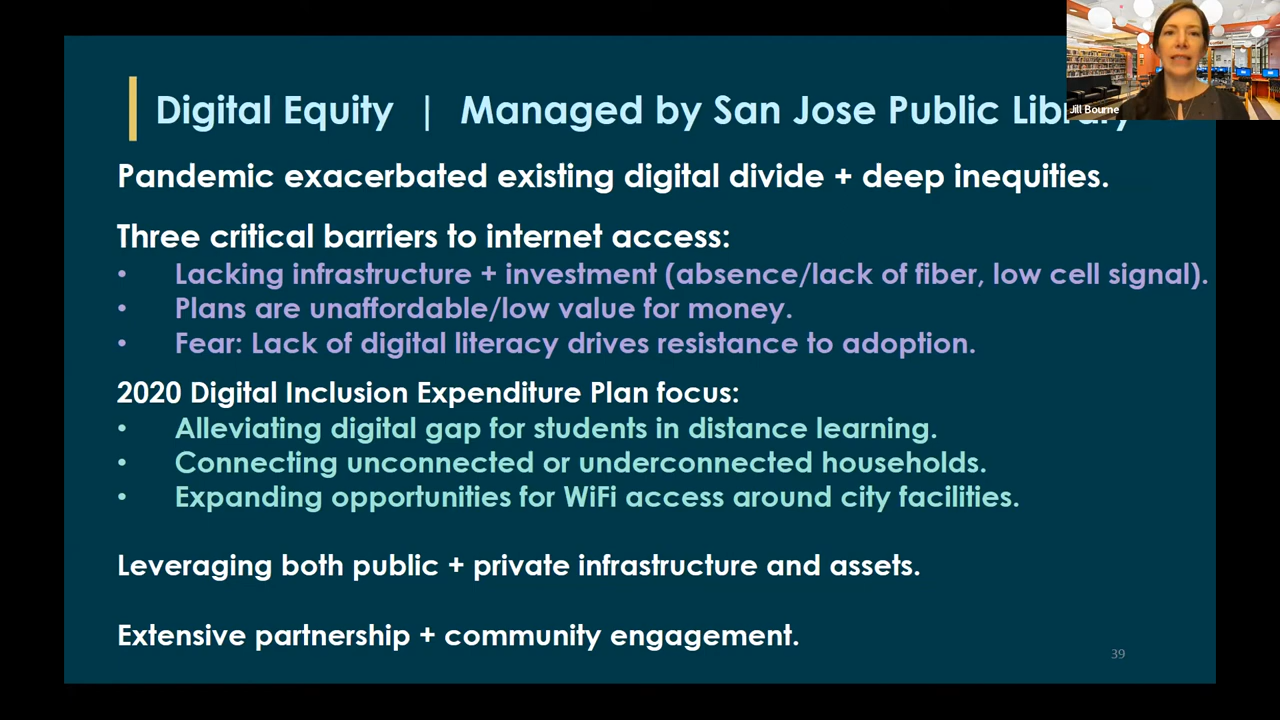 Digital Equity | Managed by San Jose Public Library
Jill Bourne
Pandemic exacerbated existing digital divide + deep inequities.
Three critical barriers to internet access:
• Lacking infrastructure + investment (absence/lack of fiber, low cell signal).
• Plans are unaffordable/low value for money.
• Fear: Lack of digital literacy drives resistance to adoption.
2020 Digital Inclusion Expenditure Plan focus:
• Alleviating digital gap for students in distance learning.
• Connecting unconnected or underconnected households.
• Expanding opportunities for WiFi access around city facilities.
Leveraging both public + private infrastructure and assets.
Extensive partnership + community engagement.
39